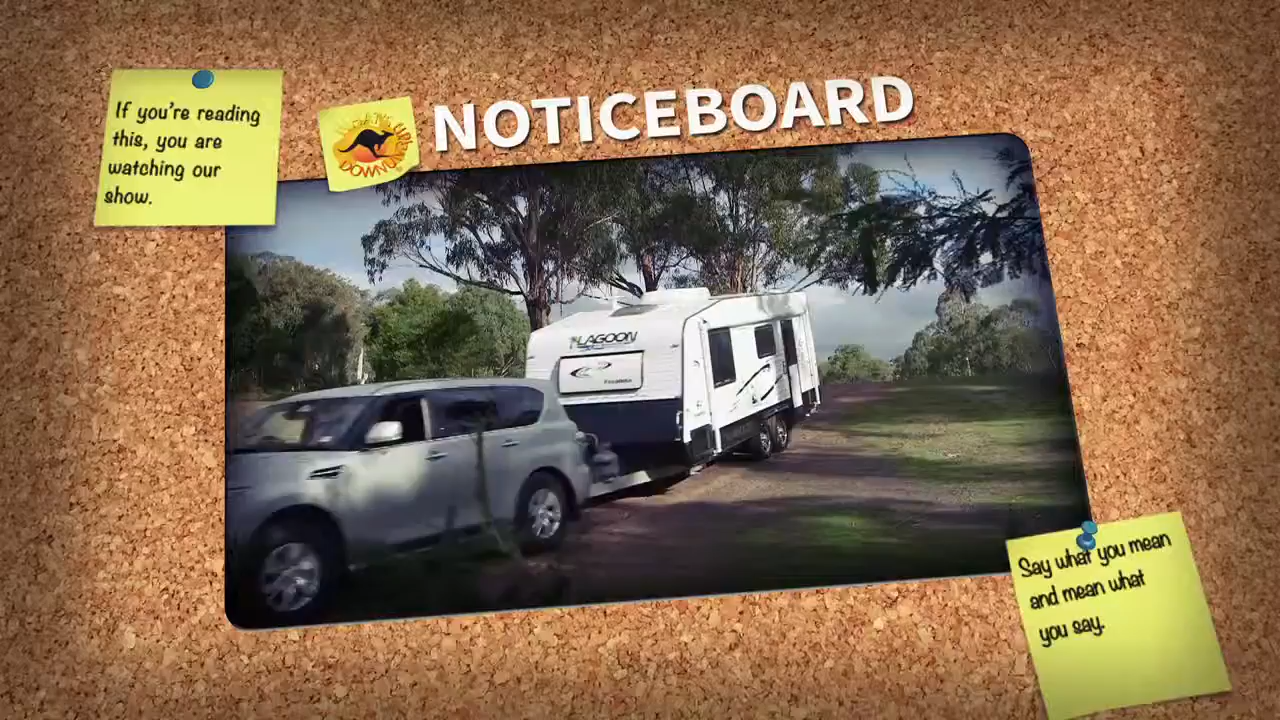 If you're reading
this, you are
watching our
show.
NOTICEBOARD
DOWNUNDER
LAGOON
Say what you mean
and mean what
you say.